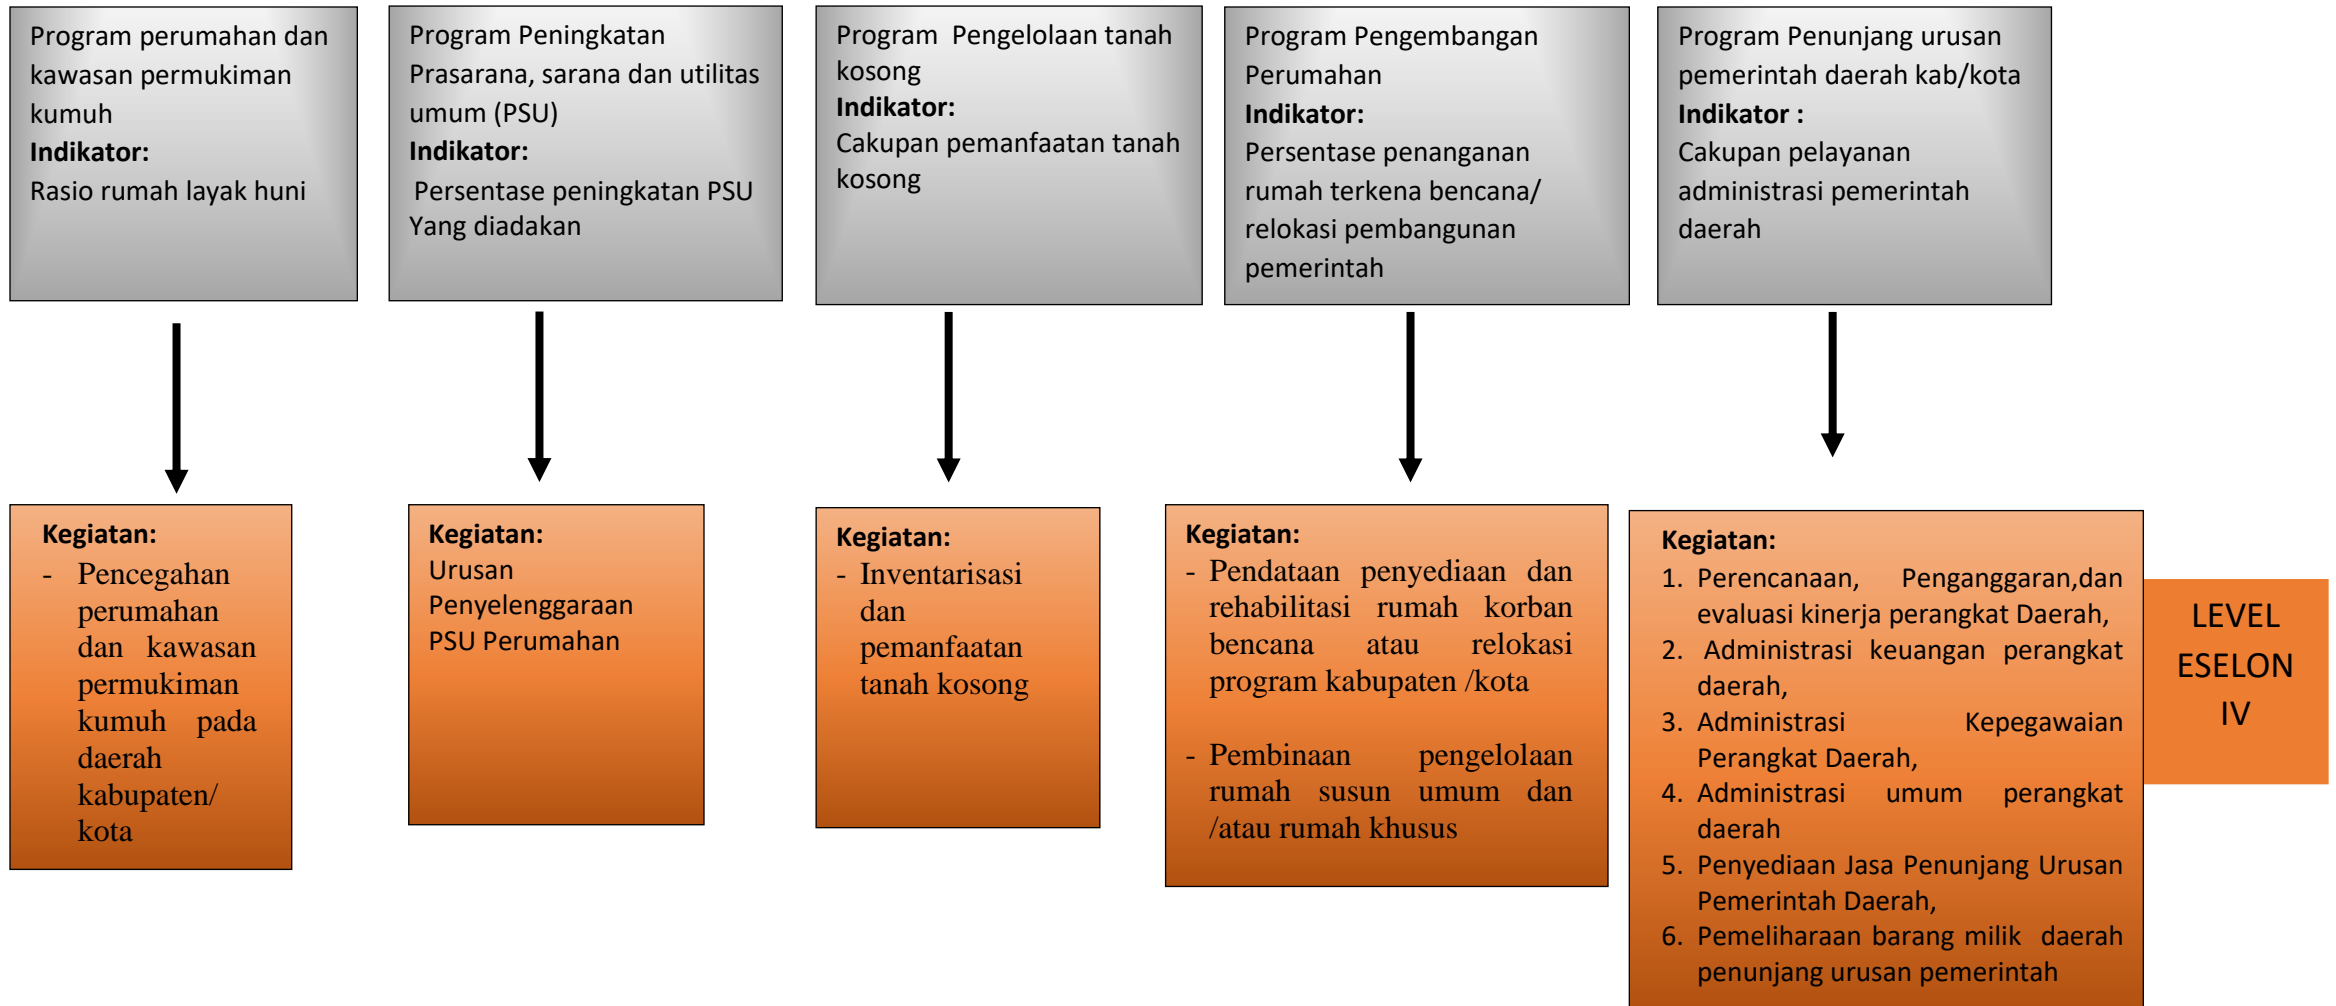 Program perumahan dan
kawasan permukiman
kumuh
Indikator:
Rasio rumah layak huni
Program Peningkatan
Prasarana, sarana dan utilitas
umum (PSU)
Indikator:
Persentase peningkatan PSU
Yang diadakan
Program Pengelolaan tanah
kosong
Indikator:
Cakupan pemanfaatan tanah
kosong
Program Pengembangan
Perumahan
Indikator:
Persentase penanganan
rumah terkena bencana/
relokasi pembangunan
pemerintah
Program Penunjang urusan
pemerintah daerah kab/kota
Indikator :
Cakupan pelayanan
administrasi pemerintah
daerah
Kegiatan:
- Pencegahan
perumahan
dan kawasan
permukiman
kumuh pada
daerah
kabupaten/
kota
Kegiatan:
Urusan
Penyelenggaraan
PSU Perumahan
Kegiatan:
- Inventarisasi
dan
pemanfaatan
tanah kosong
Kegiatan:
- Pendataan penyediaan dan
rehabilitasi rumah korban
bencana atau relokasi
program kabupaten /kota
- Pembinaan pengelolaan
rumah susun umum dan
/atau rumah khusus
Kegiatan:
1. Perencanaan, Penganggaran,dan
evaluasi kinerja perangkat Daerah,
2. Administrasi keuangan perangkat
daerah,
3. Administrasi Kepegawaian
Perangkat Daerah,
4. Administrasi umum perangkat
daerah
5. Penyediaan Jasa Penunjang Urusan
Pemerintah Daerah,
6. Pemeliharaan barang milik daerah
penunjang urusan pemerintah
LEVEL
ESELON
IV